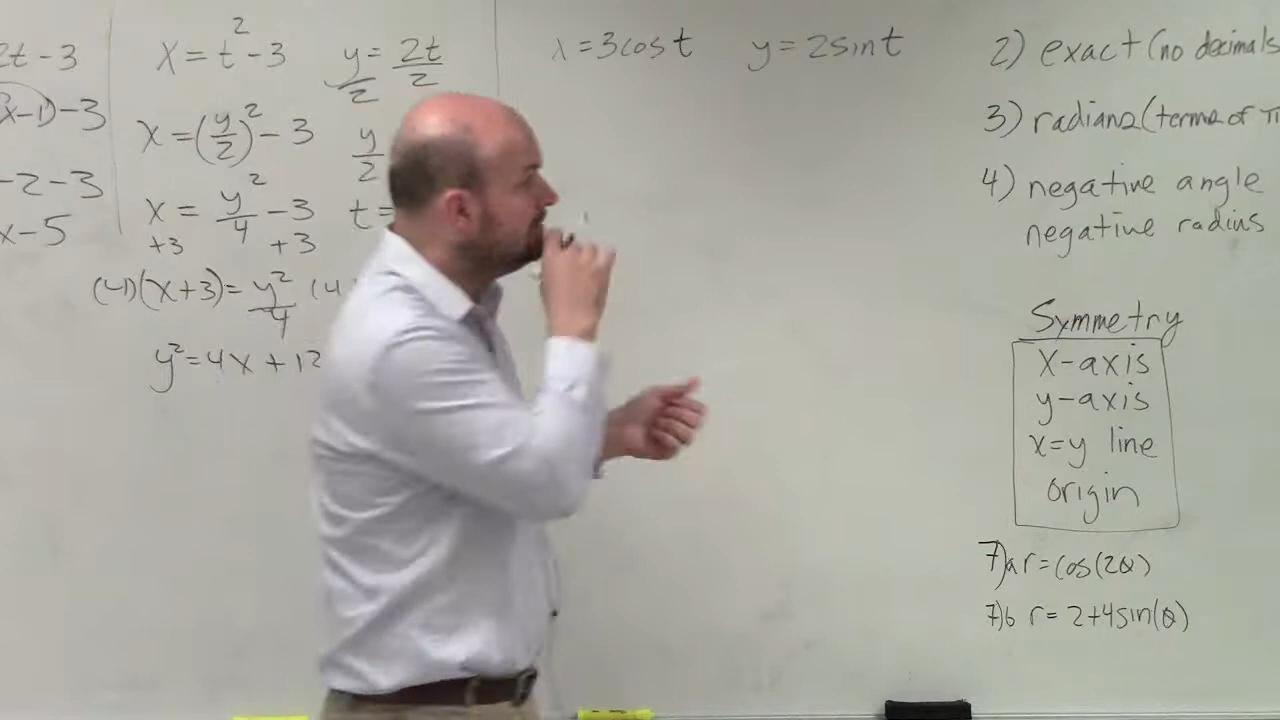 2t - 3
x - 1) - 3
- 2 - 3
x - 5
x = t² - 3
y/2 = 2t/2
x = (y/2)² - 3
y/2
x = y²/4 - 3
+3 +3
t =
(4)(x + 3) = y²/4 (4
y² = 4x + 12
x = 3cos t y = 2sin t
2) exact (no decimals
3) radians (terms of π
4) negative angle
negative radius
Symmetry
x-axis
y-axis
x=y line
origin
7)a r = cos(2θ)
7)b r = 2+4sin(θ)